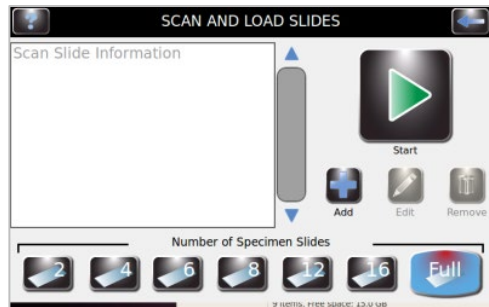 ?
SCAN AND LOAD SLIDES
Scan Slide Information
Start
Add
Edit
Remove
Number of Specimen Slides
2 4 6 8 12 16 Full
9 items, Free space: 15.0 GB